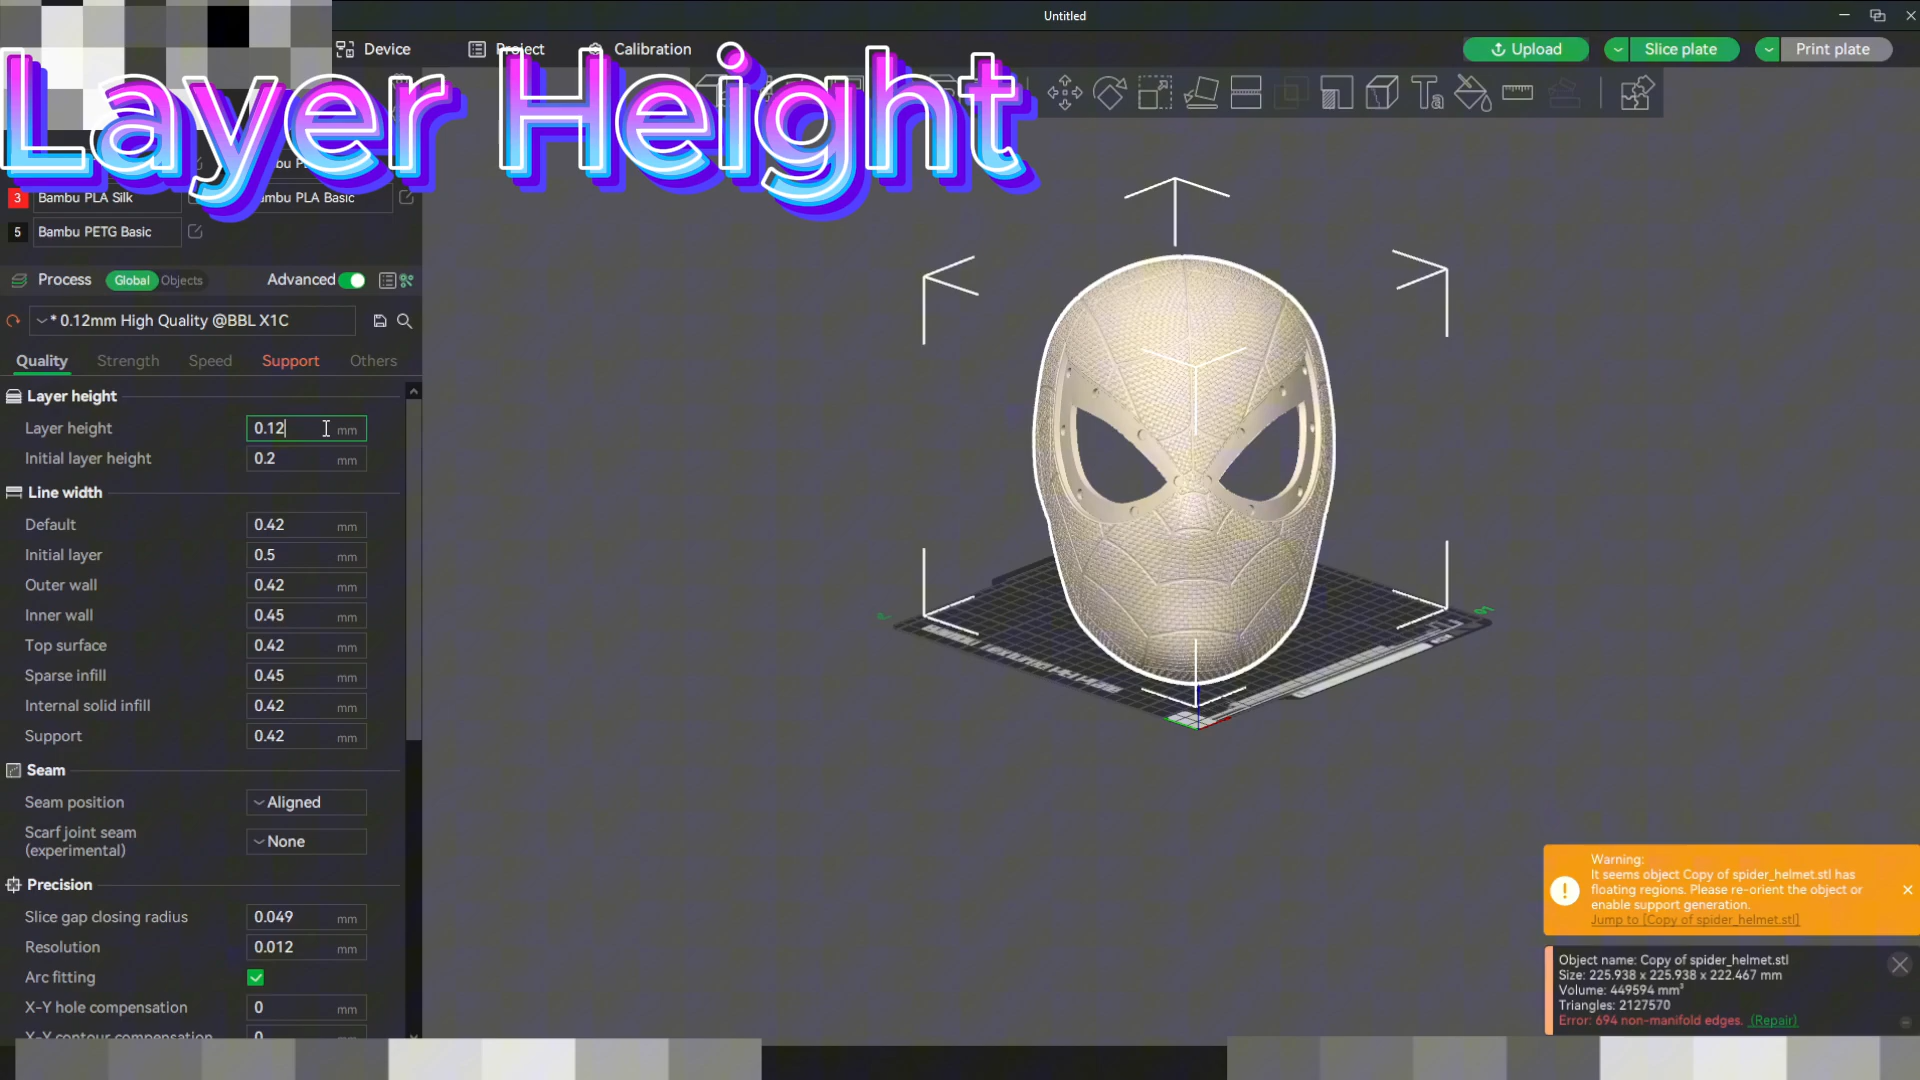 Untitled
Device
Project
Calibration
Upload
Slice plate
Print plate
Layer Height
3
Bambu PLA Silk
PLA Basic
5
Bambu PETG Basic
Process
Global
Objects
Advanced
* 0.12mm High Quality @BBL X1C
Quality
Strength
Speed
Support
Others
Layer height
Layer height 0.12 mm
Initial layer height 0.2 mm
Line width
Default 0.42 mm
Initial layer 0.5 mm
Outer wall 0.42 mm
Inner wall 0.45 mm
Top surface 0.42 mm
Sparse infill 0.45 mm
Internal solid infill 0.42 mm
Support 0.42 mm
Seam
Seam position Aligned
Scarf joint seam
(experimental) None
Precision
Slice gap closing radius 0.049 mm
Resolution 0.012 mm
Arc fitting
X-Y hole compensation 0 mm
X-Y contour compensation 0
Warning:
It seems object Copy of spider_helmet.stl has
floating regions. Please re-orient the object or
enable support generation.
Jump to [Copy of spider_helmet.stl]
Object name: Copy of spider_helmet.stl
Size: 225.938 x 225.938 x 222.467 mm
Volume: 449594 mm³
Triangles: 2127570
Error: 694 non-manifold edges. (Repair)